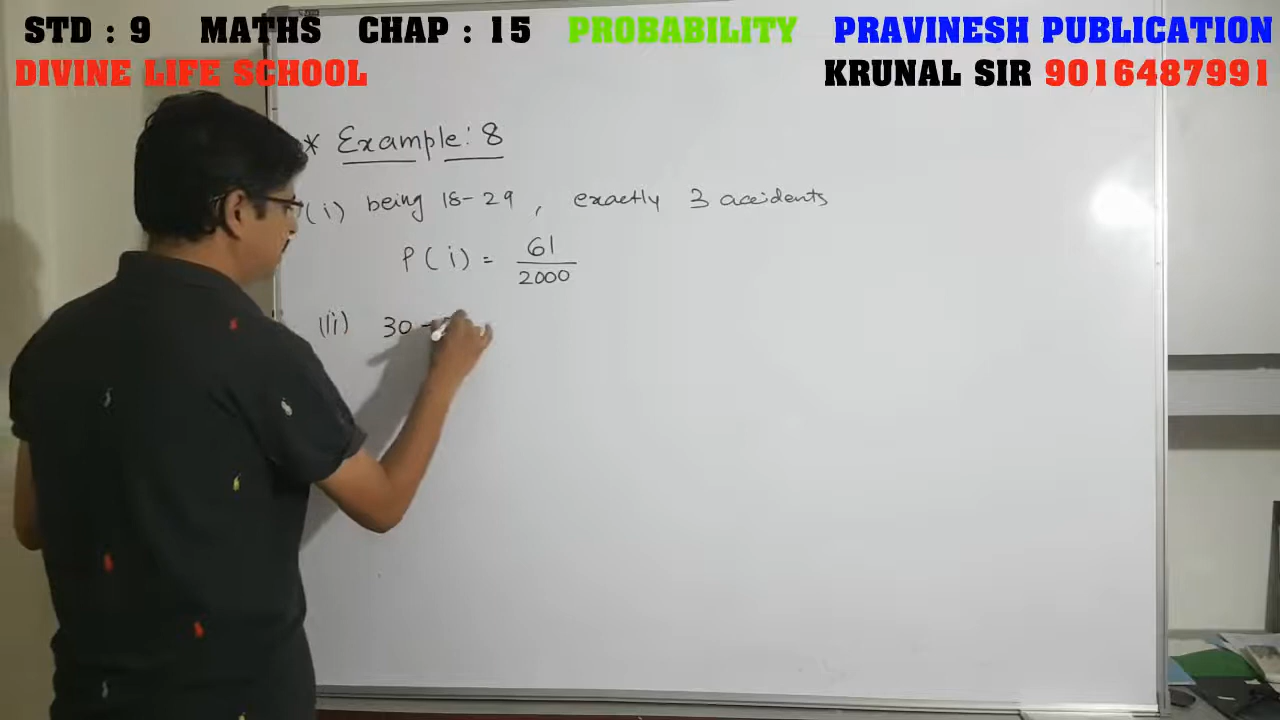 STD : 9 MATHS CHAP : 15 PROBABILITY PRAVINESH PUBLICATION
DIVINE LIFE SCHOOL KRUNAL SIR 9016487991
* Example : 8
(i) being 18-29 , exactly 3 accidents
P(i) = 61/2000
(ii) 30 -